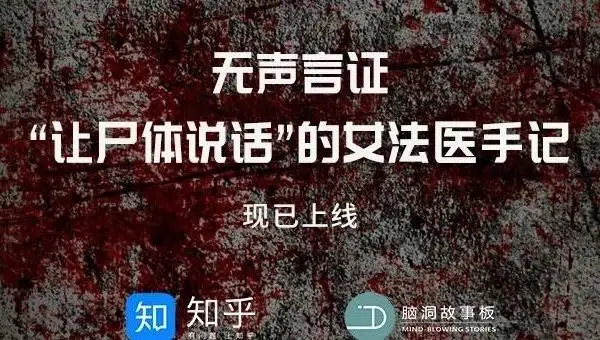 无声言证
“让尸体说话”的女法医手记
现已上线
知 知乎
有问题 上知乎
脑洞故事板
MIND-BLOWING STORIES